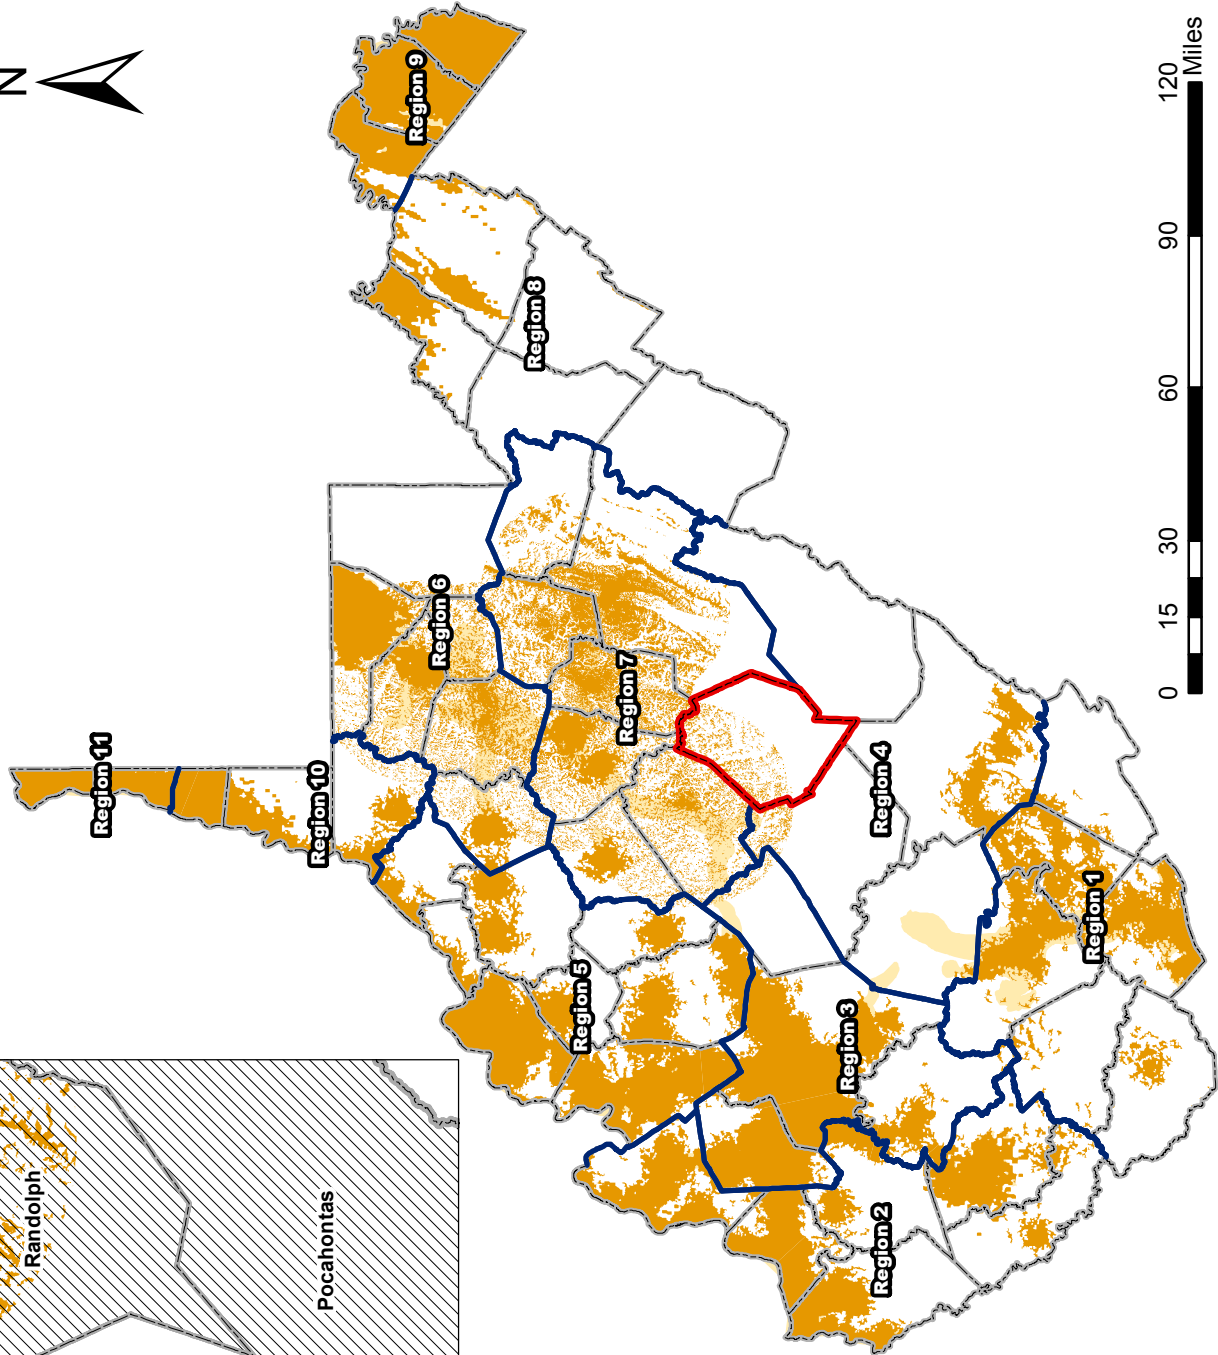 N
Region 11
Region 10
Region 9
Region 6
Region 8
Region 5
Region 7
Region 3
Region 4
Region 2
Region 1
Randolph
Pocahontas
0 15 30 60 90 120
Miles